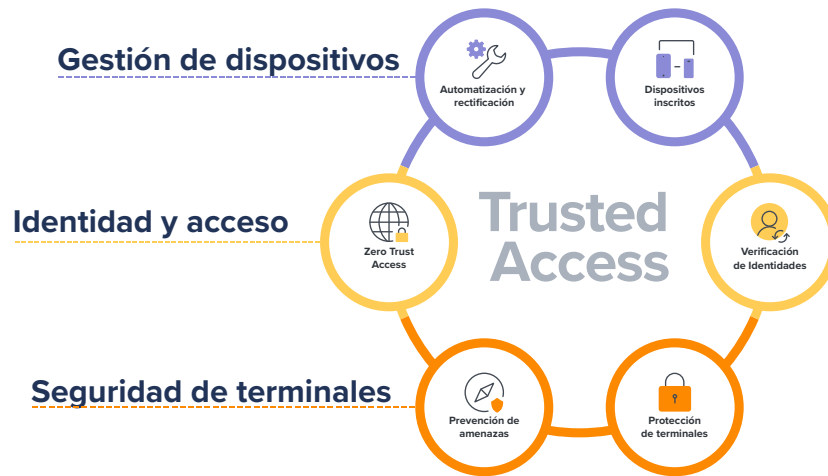 Gestión de dispositivos
Automatización y
rectificación
Dispositivos
inscritos
Identidad y acceso
Zero Trust
Access
Trusted
Access
Verificación
de Identidades
Seguridad de terminales
Prevención de
amenazas
Protección
de terminales